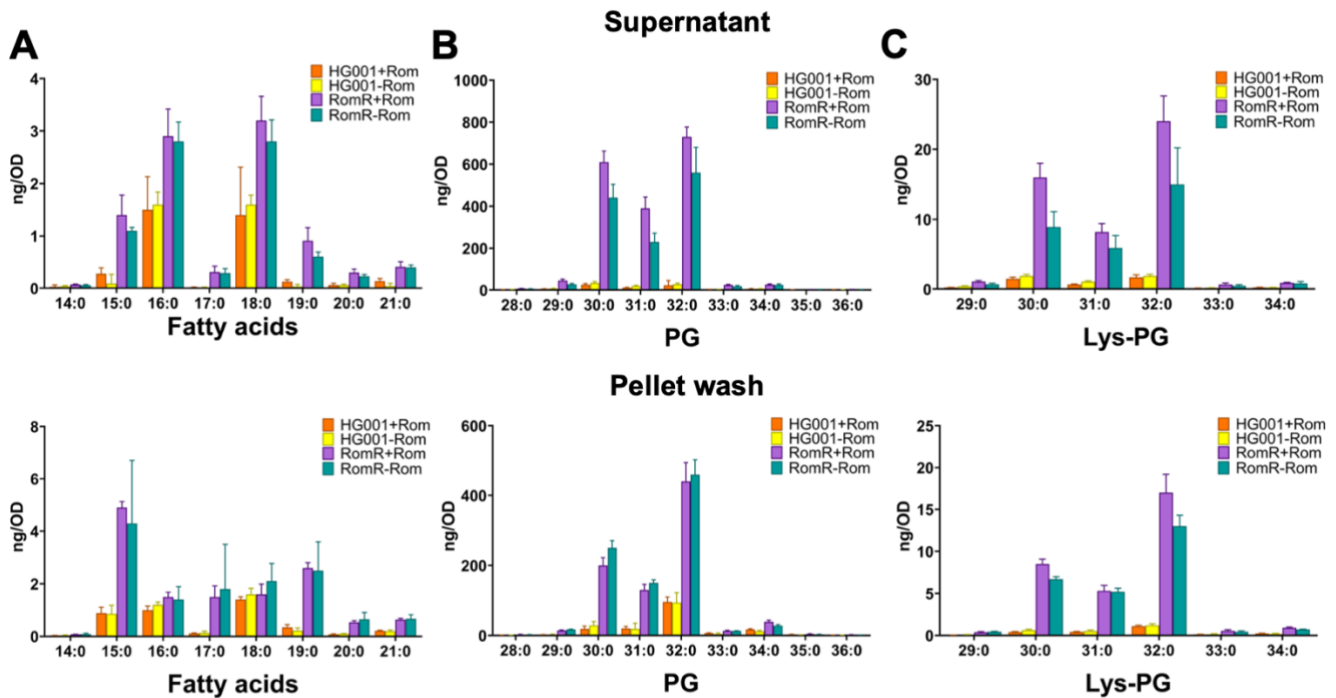 Supernatant
A
HG001+Rom
HG001-Rom
RomR+Rom
RomR-Rom
4
3
2
1
0
ng/OD
14:0 15:0 16:0 17:0 18:0 19:0 20:0 21:0
Fatty acids
B
HG001+Rom
HG001-Rom
RomR+Rom
RomR-Rom
1000
800
600
400
200
0
ng/OD
28:0 29:0 30:0 31:0 32:0 33:0 34:0 35:0 36:0
PG
C
HG001+Rom
HG001-Rom
RomR+Rom
RomR-Rom
30
20
10
0
ng/OD
29:0 30:0 31:0 32:0 33:0 34:0
Lys-PG
Pellet wash
HG001+Rom
HG001-Rom
RomR+Rom
RomR-Rom
8
6
4
2
0
ng/OD
14:0 15:0 16:0 17:0 18:0 19:0 20:0 21:0
Fatty acids
HG001+Rom
HG001-Rom
RomR+Rom
RomR-Rom
600
400
200
0
ng/OD
28:0 29:0 30:0 31:0 32:0 33:0 34:0 35:0 36:0
PG
HG001+Rom
HG001-Rom
RomR+Rom
RomR-Rom
25
20
15
10
5
0
ng/OD
29:0 30:0 31:0 32:0 33:0 34:0
Lys-PG